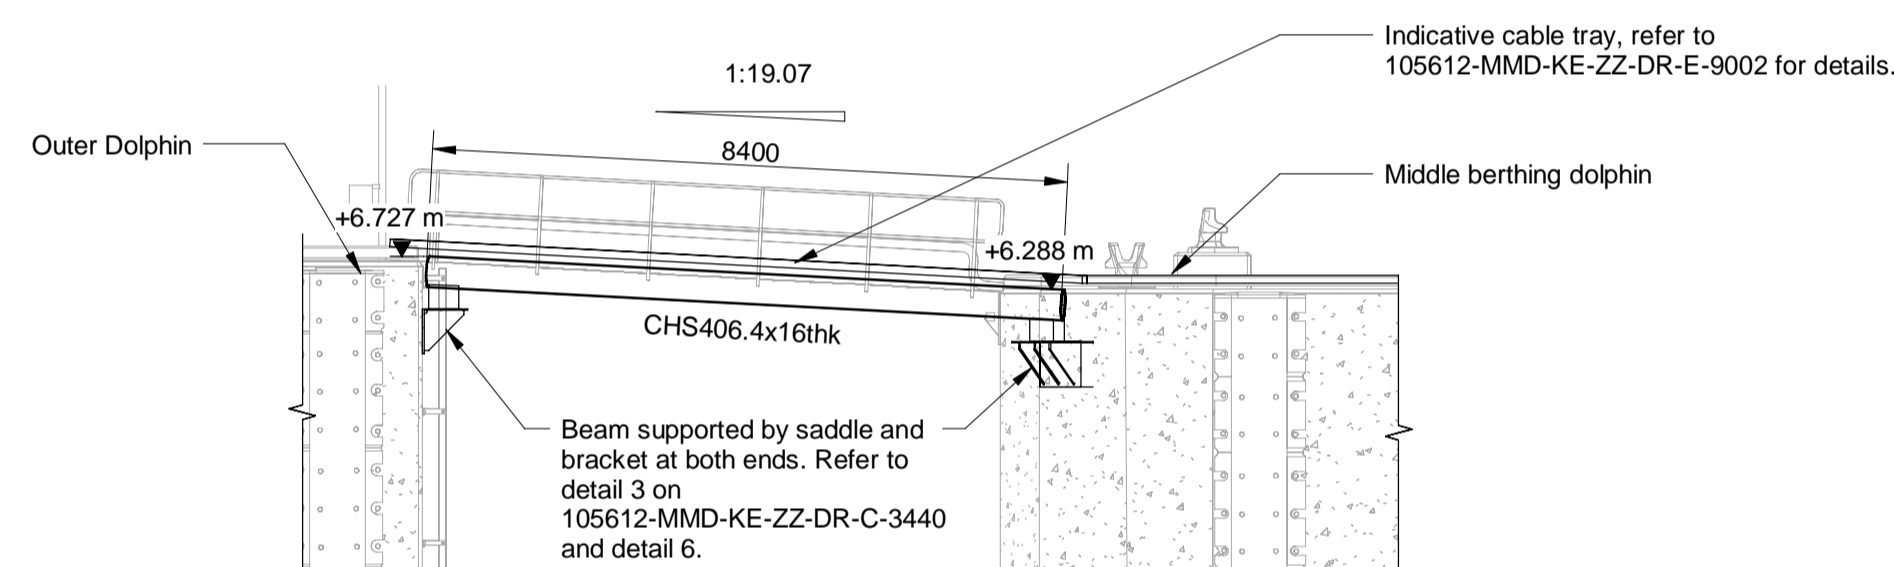 Indicative cable tray, refer to
105612-MMD-KE-ZZ-DR-E-9002 for details.
1:19.07
Outer Dolphin
8400
Middle berthing dolphin
+6.727 m
+6.288 m
CHS406.4x16thk
Beam supported by saddle and
bracket at both ends. Refer to
detail 3 on
105612-MMD-KE-ZZ-DR-C-3440
and detail 6.